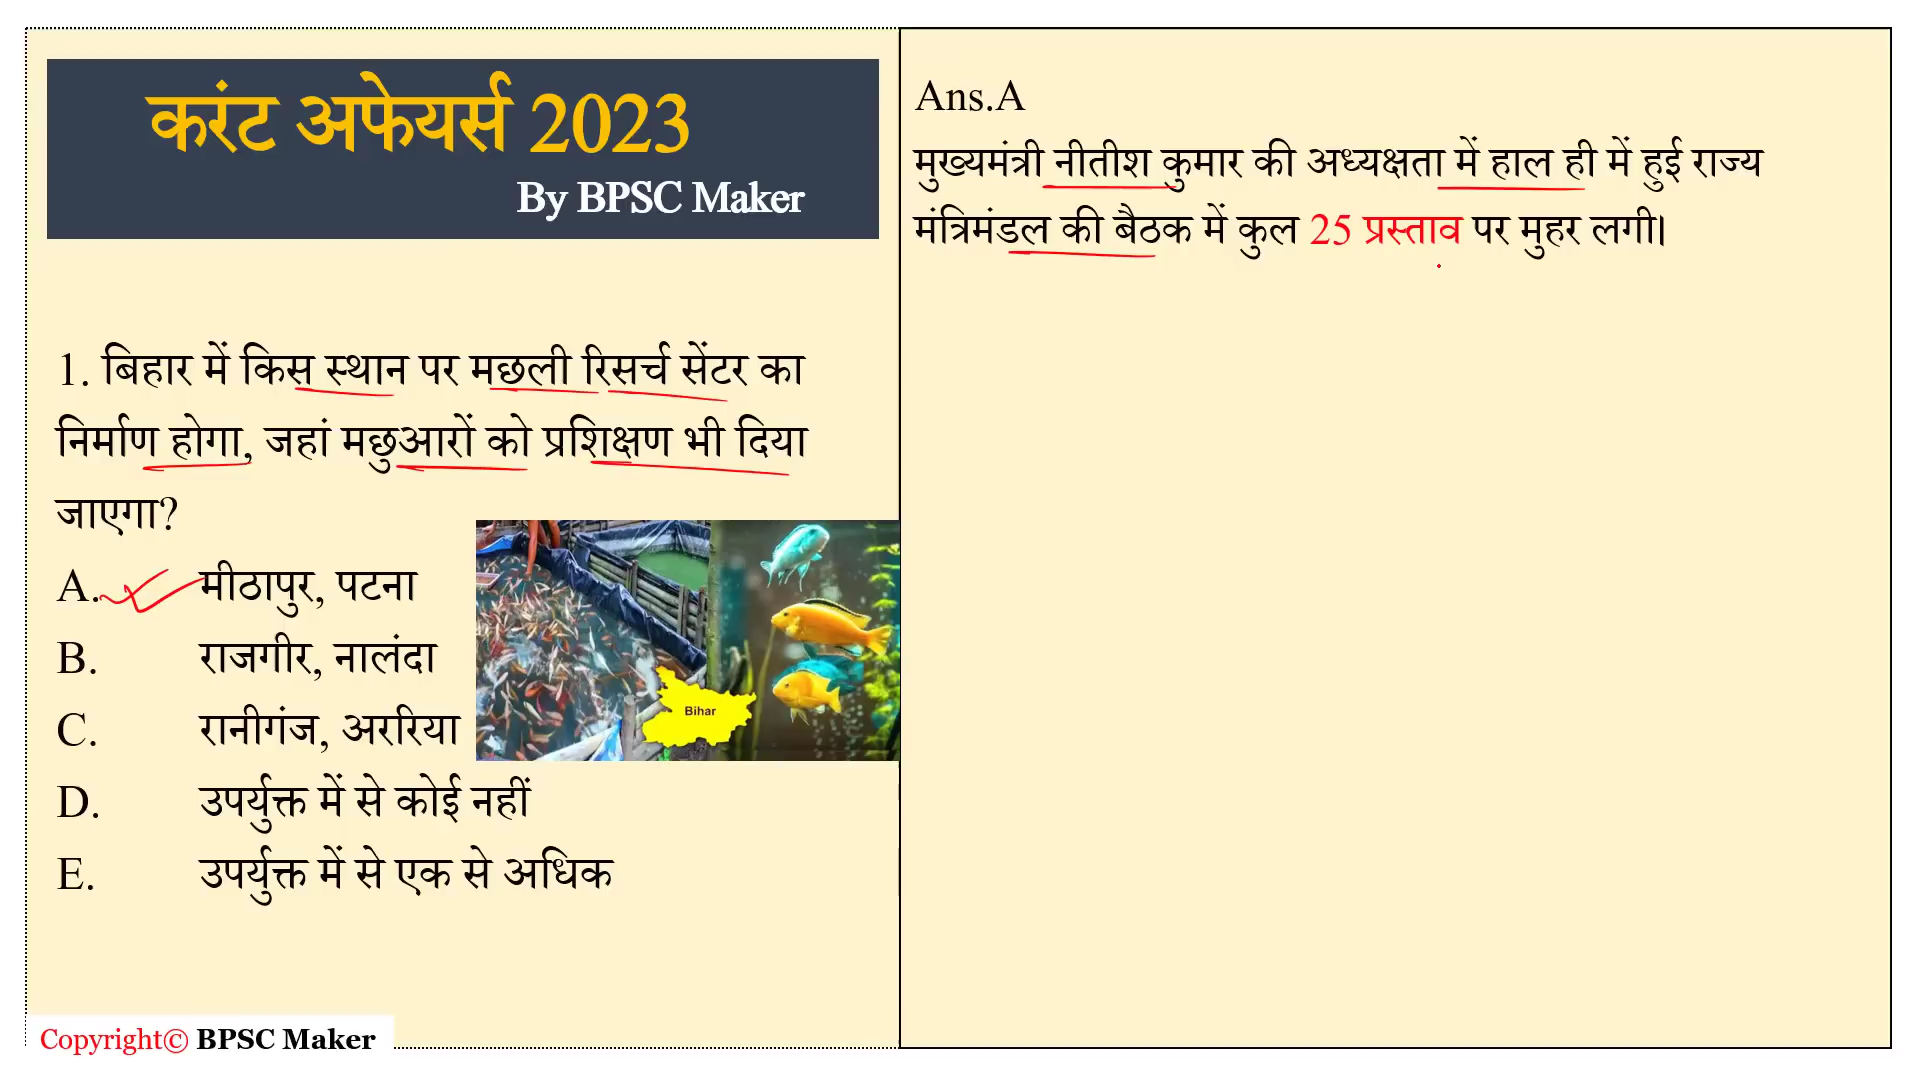 करंट अफेयर्स 2023
By BPSC Maker
1. बिहार में किस स्थान पर मछली रिसर्च सेंटर का
निर्माण होगा, जहां मछुआरों को प्रशिक्षण भी दिया
जाएगा?
A. मीठापुर, पटना
B. राजगीर, नालंदा
C. रानीगंज, अररिया
D. उपर्युक्त में से कोई नहीं
E. उपर्युक्त में से एक से अधिक
Bihar
Copyright© BPSC Maker
Ans.A
मुख्यमंत्री नीतीश कुमार की अध्यक्षता में हाल ही में हुई राज्य
मंत्रिमंडल की बैठक में कुल 25 प्रस्ताव पर मुहर लगी।